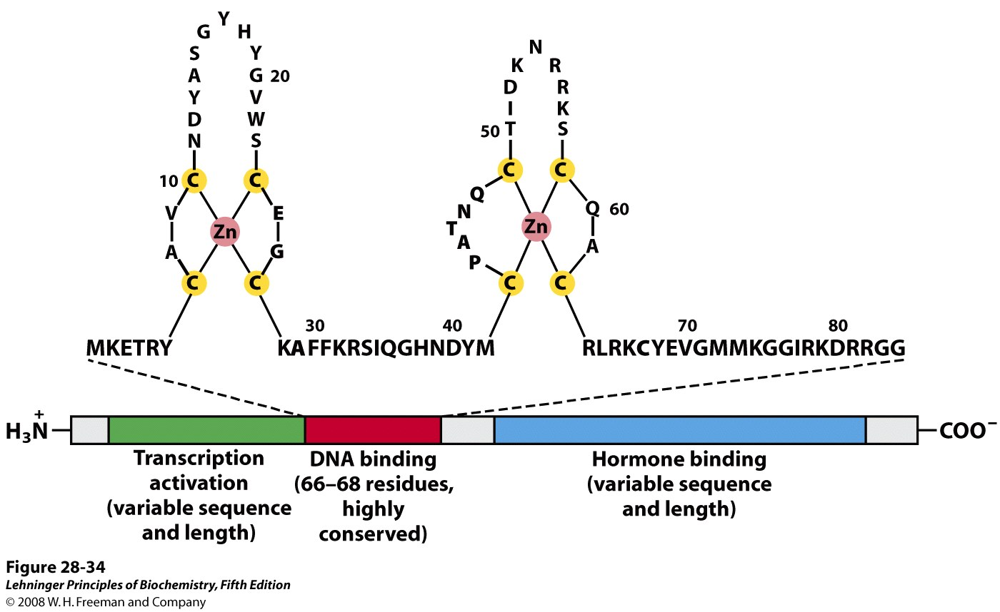 Y
G H
S Y
A G 20
Y V
D W
N S
10 C C
V E
Zn
A G
C C
N
K R
D R
I K
50 T S
C C
Q
N Q 60
T Zn
A A
P
C C
30 40 70 80
MKETRY KAFFKRSIQGHNDYM RLRKCYEVGMMKGGIRKDRRGG
H₃N⁺ COO⁻
Transcription
activation
(variable sequence
and length)
DNA binding
(66–68 residues,
highly
conserved)
Hormone binding
(variable sequence
and length)
Figure 28-34
Lehninger Principles of Biochemistry, Fifth Edition
© 2008 W. H. Freeman and Company